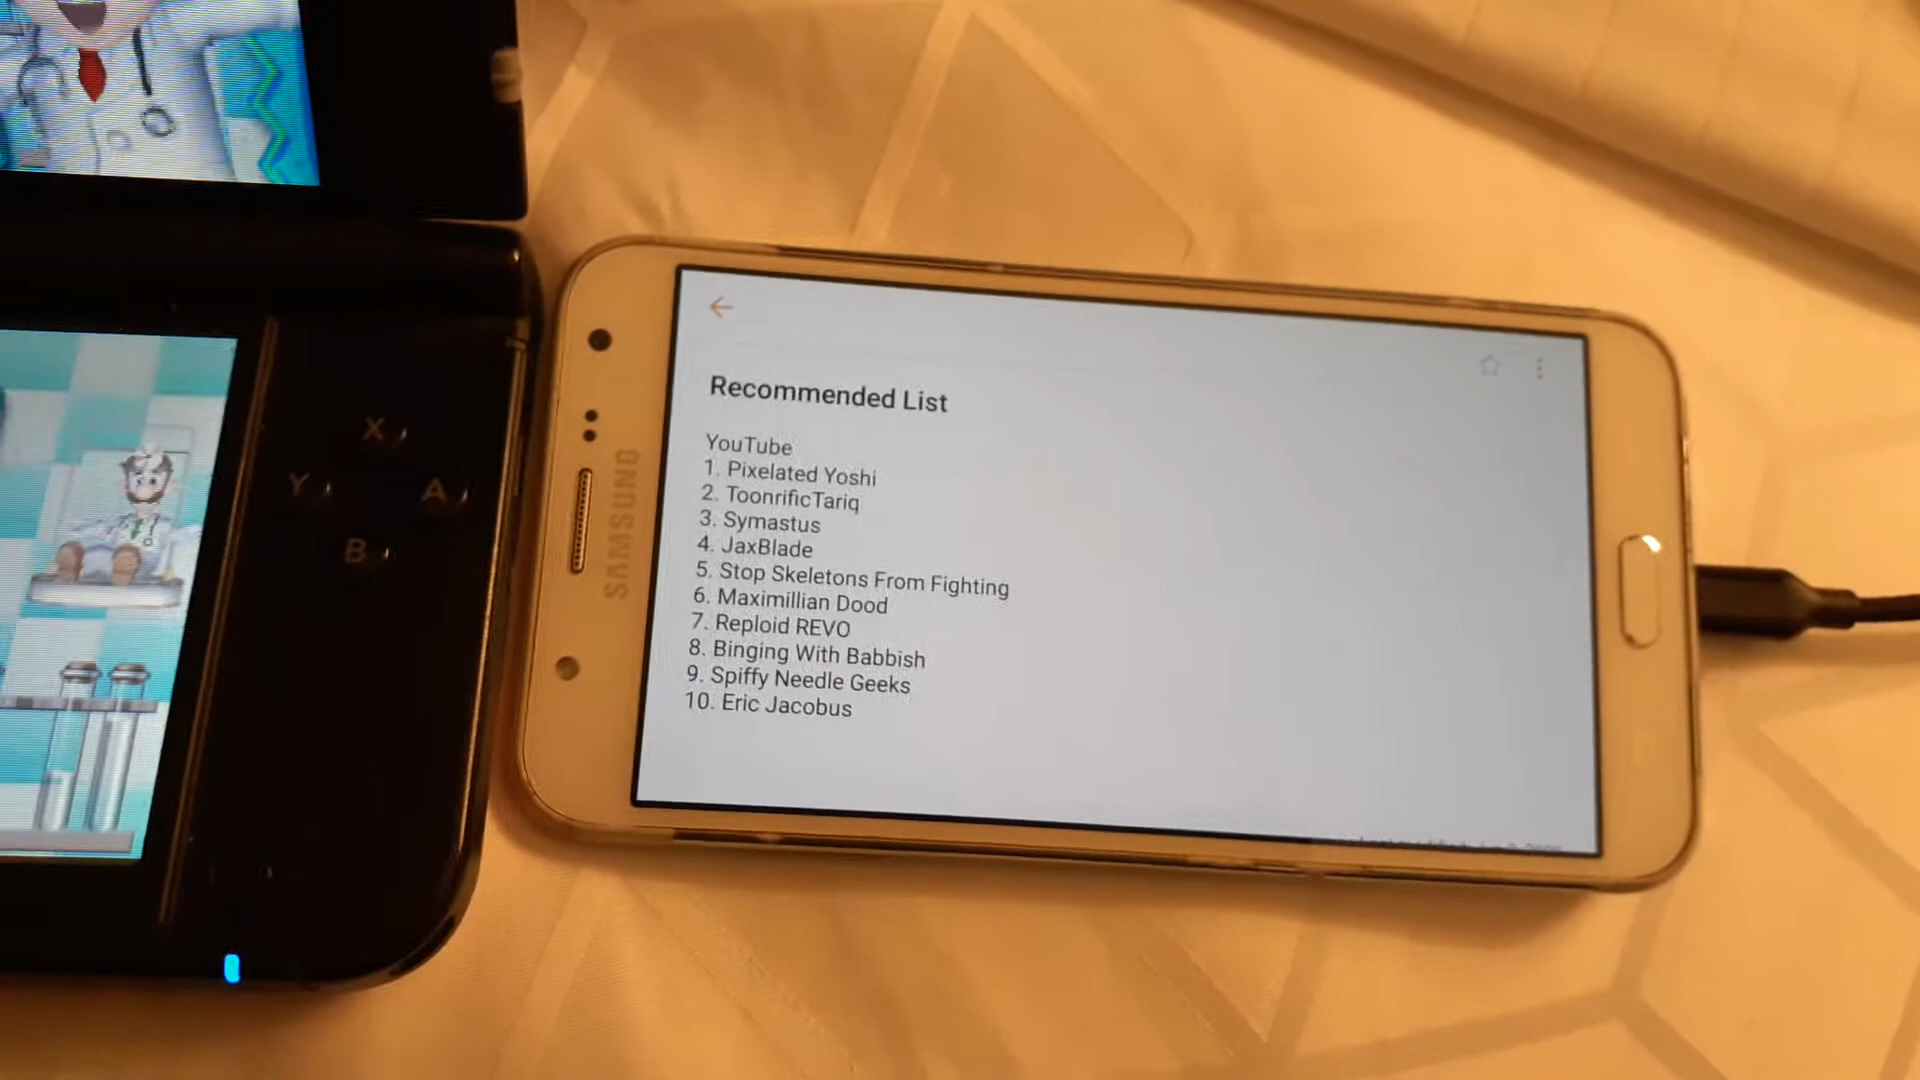 Recommended List
YouTube
1. Pixelated Yoshi
2. ToonrificTariq
3. Symastus
4. JaxBlade
5. Stop Skeletons From Fighting
6. Maximillian Dood
7. Reploid REVO
8. Binging With Babbish
9. Spiffy Needle Geeks
10. Eric Jacobus
SAMSUNG
X
Y
A
B